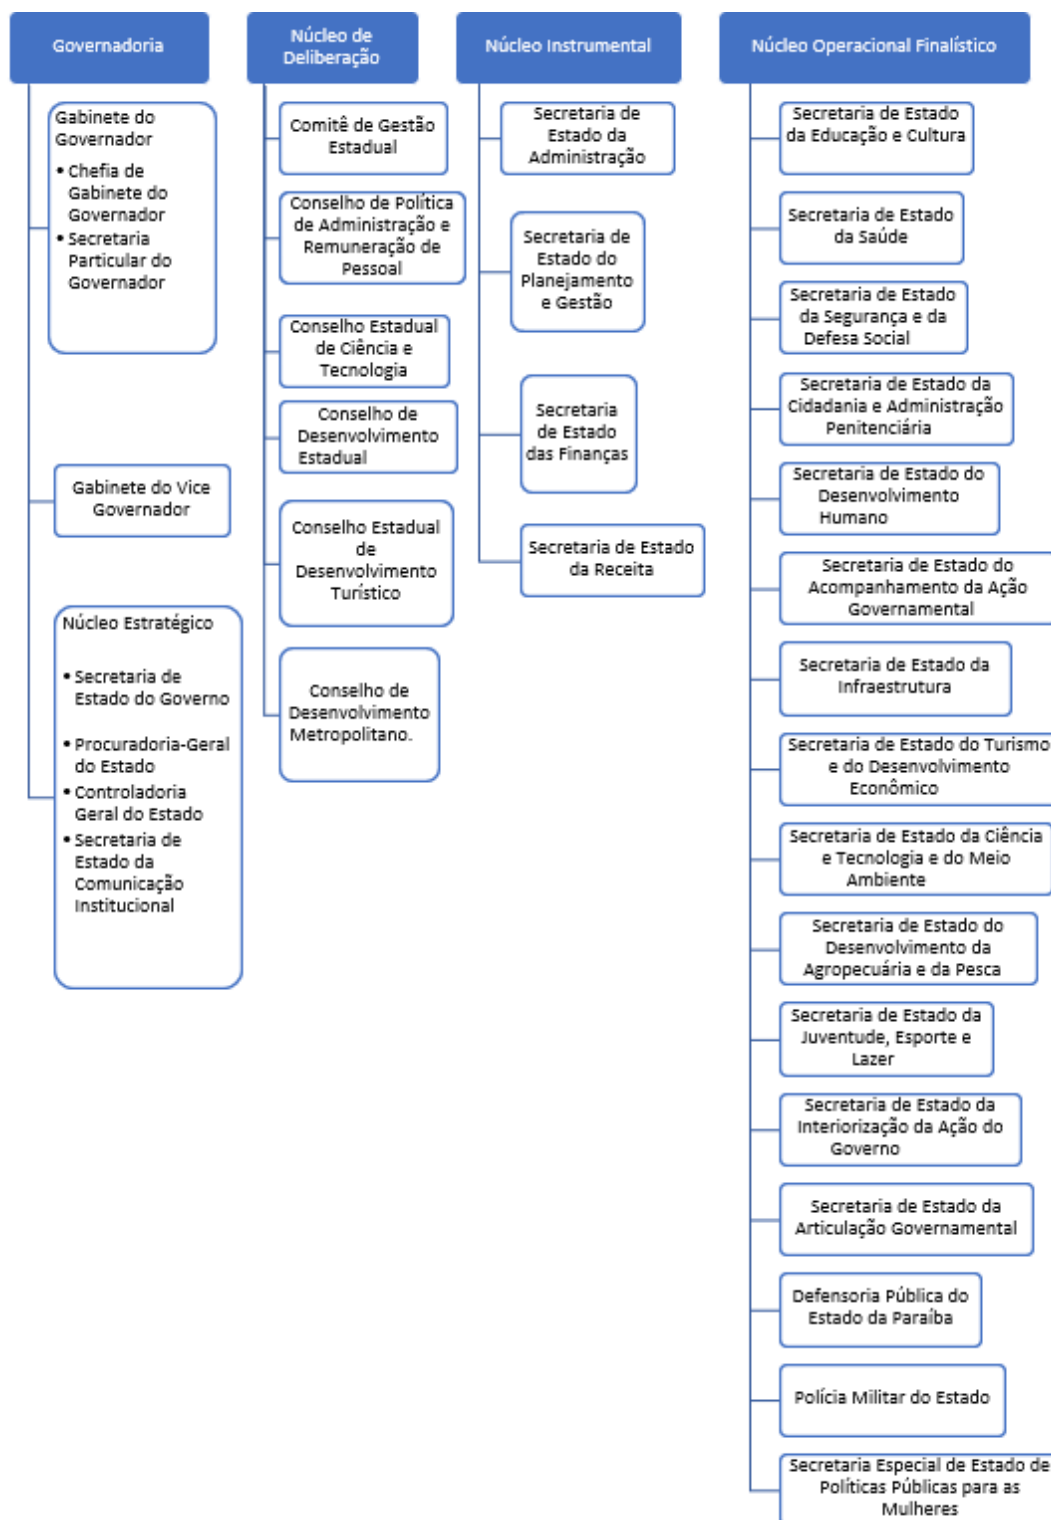 Governadoria
Gabinete do
Governador
• Chefia de
Gabinete do
Governador
• Secretaria
Particular do
Governador
Gabinete do Vice
Governador
Núcleo Estratégico
• Secretaria de
Estado do Governo
• Procuradoria-Geral
do Estado
• Controladoria
Geral do Estado
• Secretaria de
Estado da
Comunicação
Institucional
Núcleo de
Deliberação
Comitê de Gestão
Estadual
Conselho de Política
de Administração e
Remuneração de
Pessoal
Conselho Estadual
de Ciência e
Tecnologia
Conselho de
Desenvolvimento
Estadual
Conselho Estadual
de
Desenvolvimento
Turístico
Conselho de
Desenvolvimento
Metropolitano.
Núcleo Instrumental
Secretaria de
Estado da
Administração
Secretaria de
Estado do
Planejamento
e Gestão
Secretaria
de Estado
das Finanças
Secretaria de Estado
da Receita
Núcleo Operacional Finalístico
Secretaria de Estado
da Educação e Cultura
Secretaria de Estado
da Saúde
Secretaria de Estado
da Segurança e da
Defesa Social
Secretaria de Estado da
Cidadania e Administração
Penitenciária
Secretaria de Estado do
Desenvolvimento
Humano
Secretaria de Estado do
Acompanhamento da Ação
Governamental
Secretaria de Estado da
Infraestrutura
Secretaria de Estado do Turismo
e do Desenvolvimento
Econômico
Secretaria de Estado da Ciência
e Tecnologia e do Meio
Ambiente
Secretaria de Estado do
Desenvolvimento da
Agropecuária e da Pesca
Secretaria de Estado da
Juventude, Esporte e
Lazer
Secretaria de Estado da
Interiorização da Ação do
Governo
Secretaria de Estado da
Articulação Governamental
Defensoria Pública do
Estado da Paraíba
Polícia Militar do Estado
Secretaria Especial de Estado de
Políticas Públicas para as
Mulheres